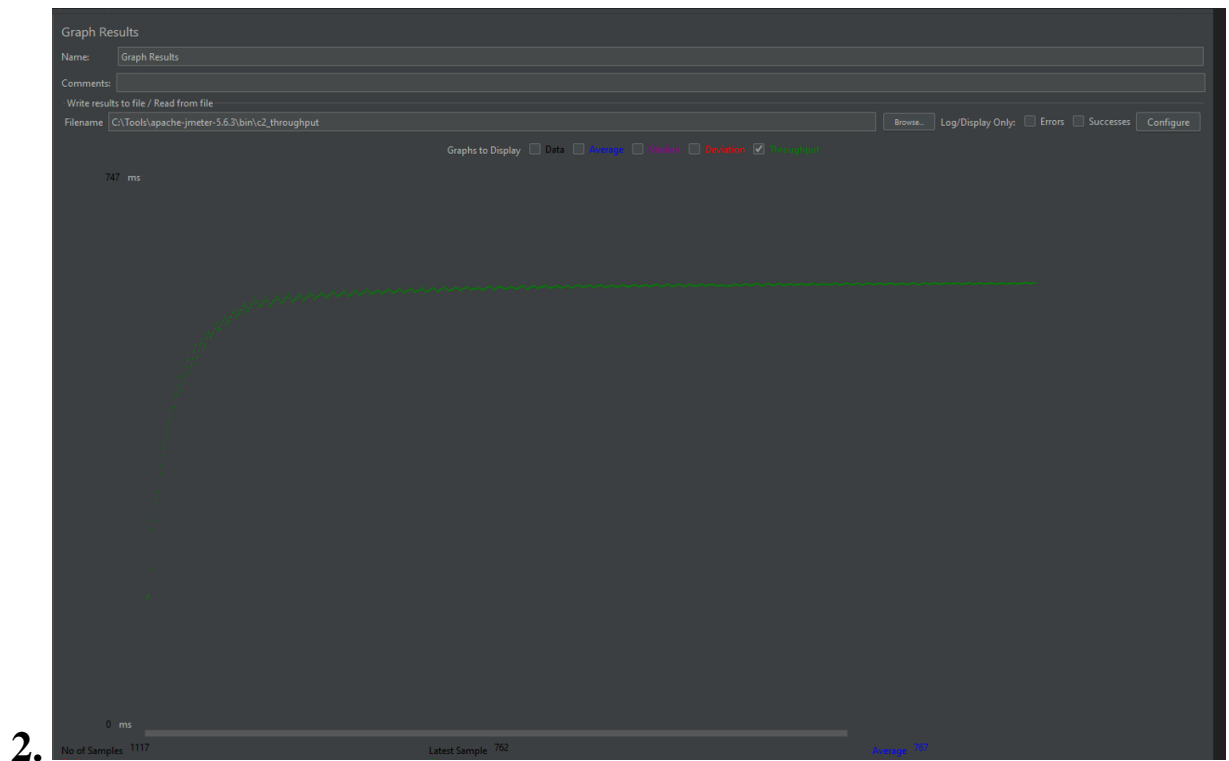 Graph Results
Name: Graph Results
Comments:
Write results to file / Read from file
Filename C:\Tools\apache-jmeter-5.6.3\bin\c2_throughput Browse... Log/Display Only: Errors Successes Configure
Graphs to Display Data Average Deviation Throughput
747 ms
0 ms
2. No of Samples 1117 Latest Sample 762 Average 767